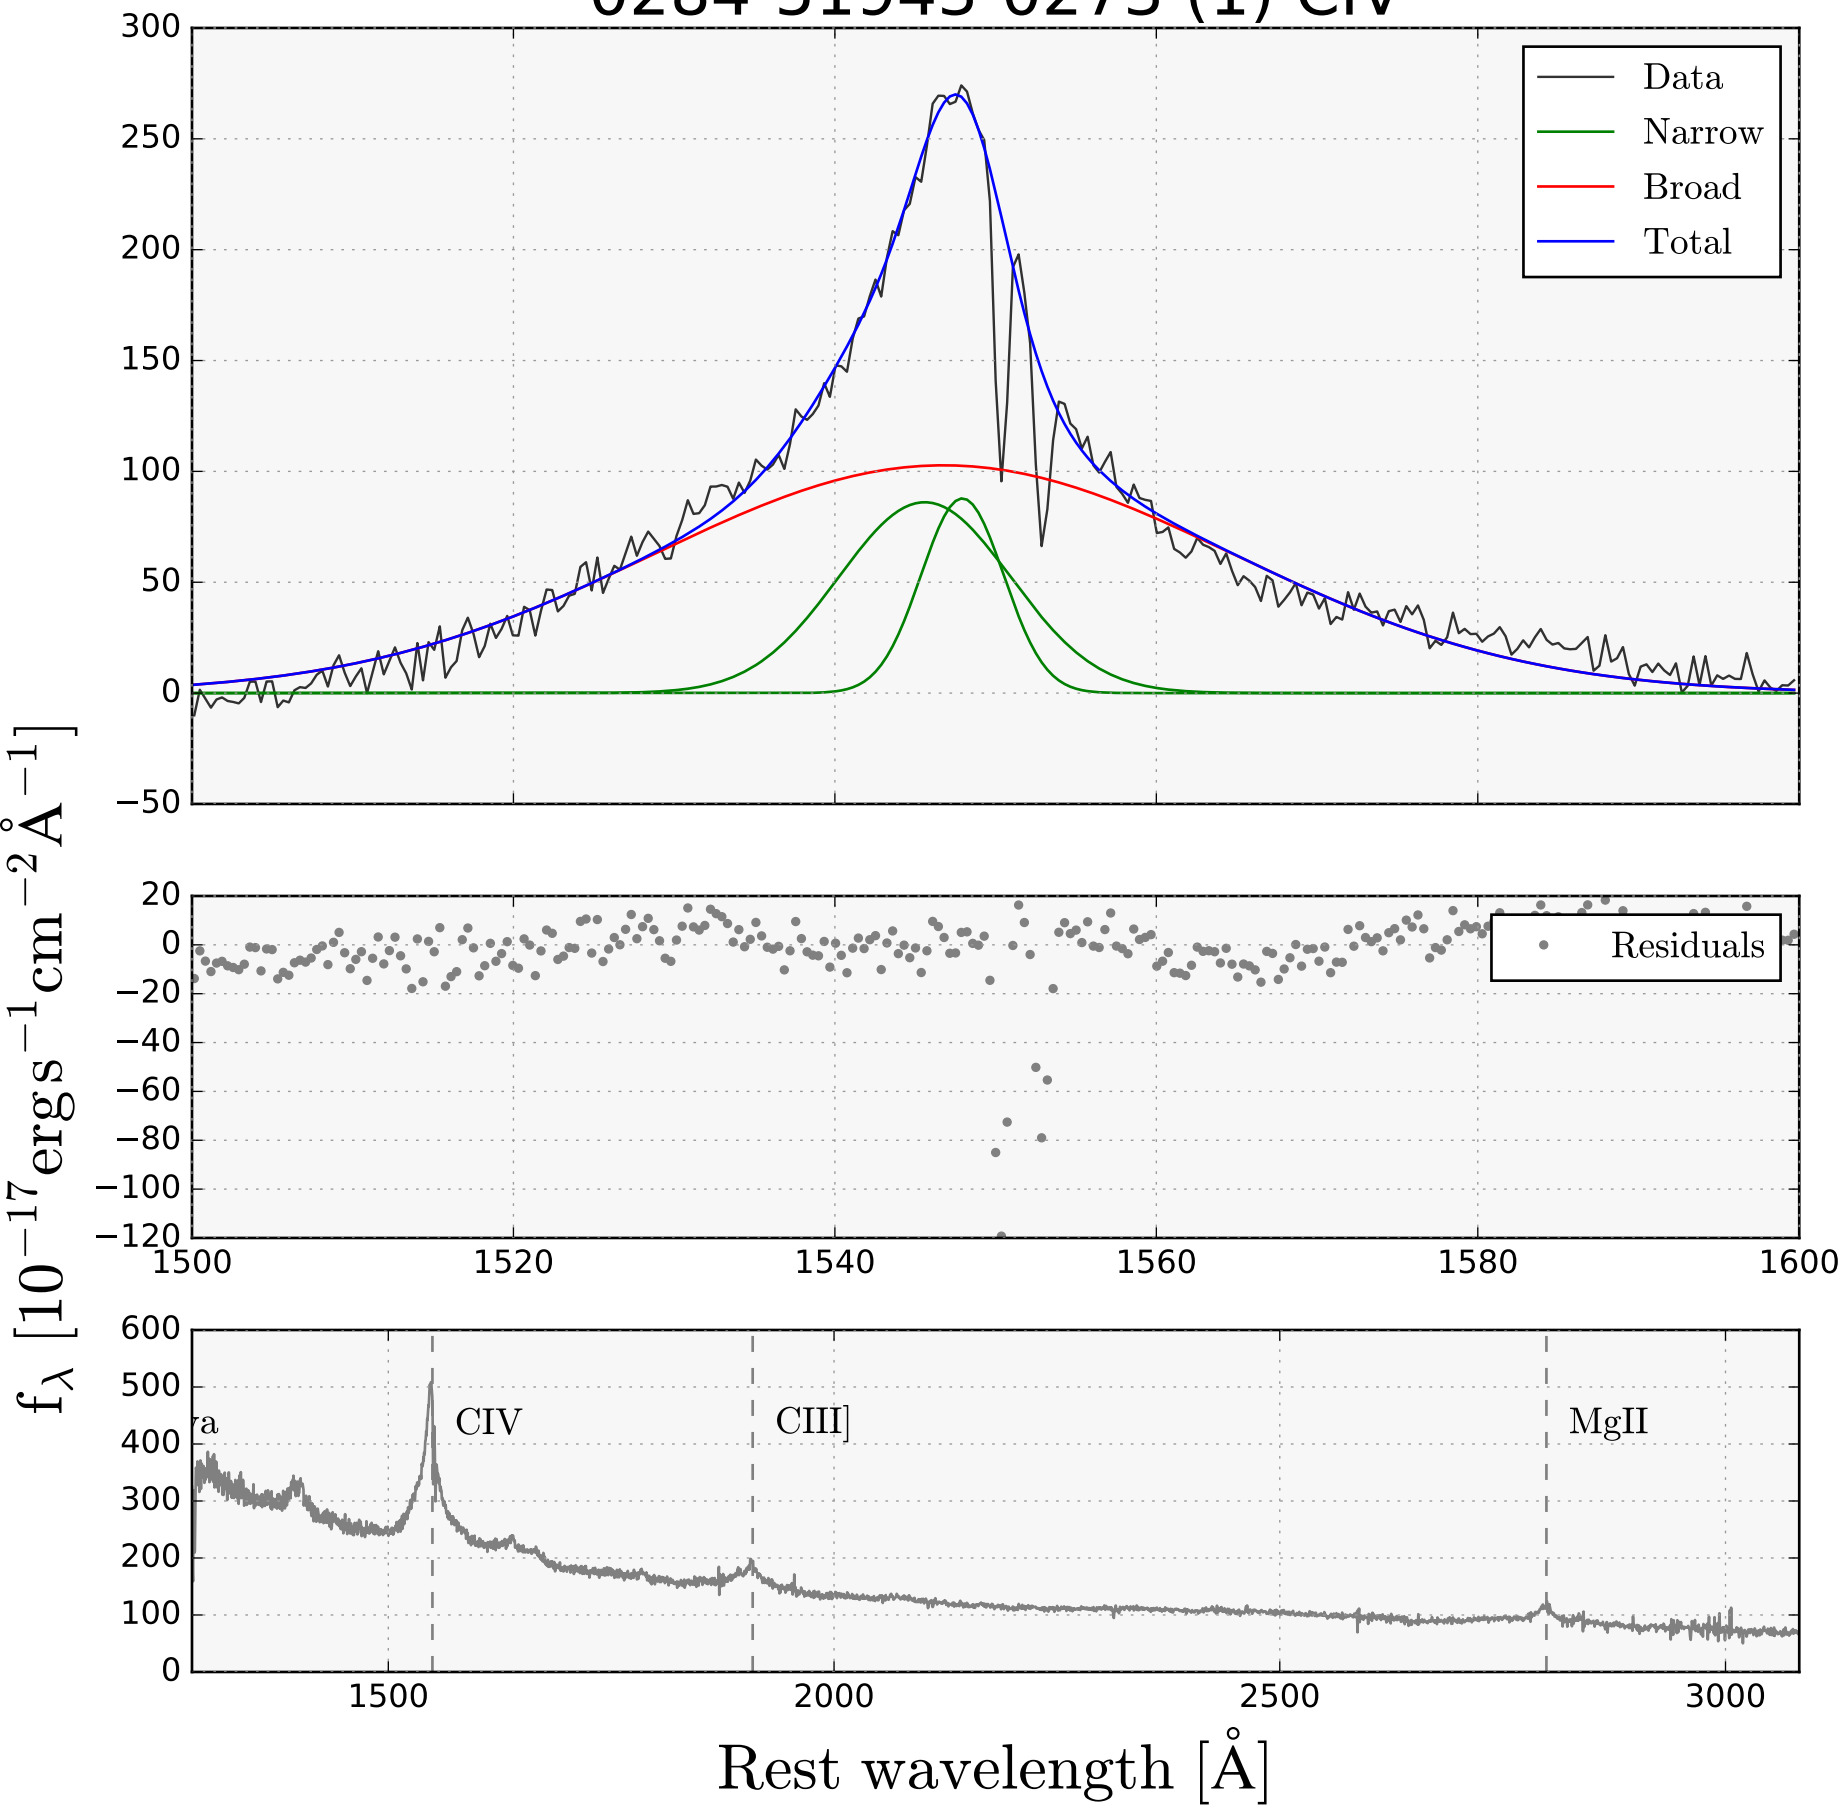 0284-51943-0273 (1) CIV
300
250
200
150
100
50
0
−50
Data
Narrow
Broad
Total
20
0
−20
−40
−60
−80
−100
−120
Residuals
1500 1520 1540 1560 1580 1600
600
500
400
300
200
100
0
ya CIV CIII] MgII
1500 2000 2500 3000
Rest wavelength [Å]
f_λ [10^−17 erg s^−1 cm^−2 Å^−1]